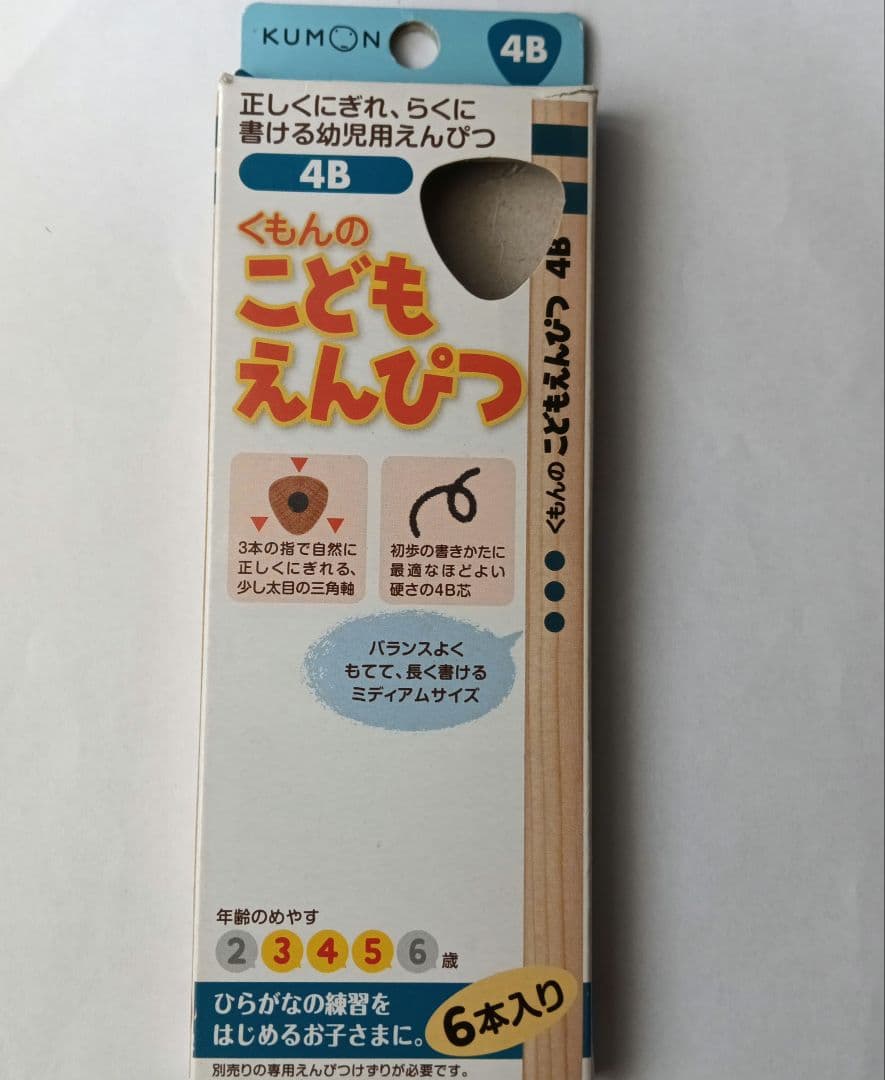 KUMON
4B
正しくにぎれ、らくに
書ける幼児用えんぴつ
4B
くもんの
こども
えんぴつ
3本の指で自然に
正しくにぎれる、
少し太目の三角軸
初歩の書きかたに
最適なほどよい
硬さの4B芯
バランスよく
もてて、長く書ける
ミディアムサイズ
くもんの こどもえんぴつ 4B
年齢のめやす
2 3 4 5 6 歳
ひらがなの練習を
はじめるお子さまに。
6本入り
別売りの専用えんぴつけずりが必要です。